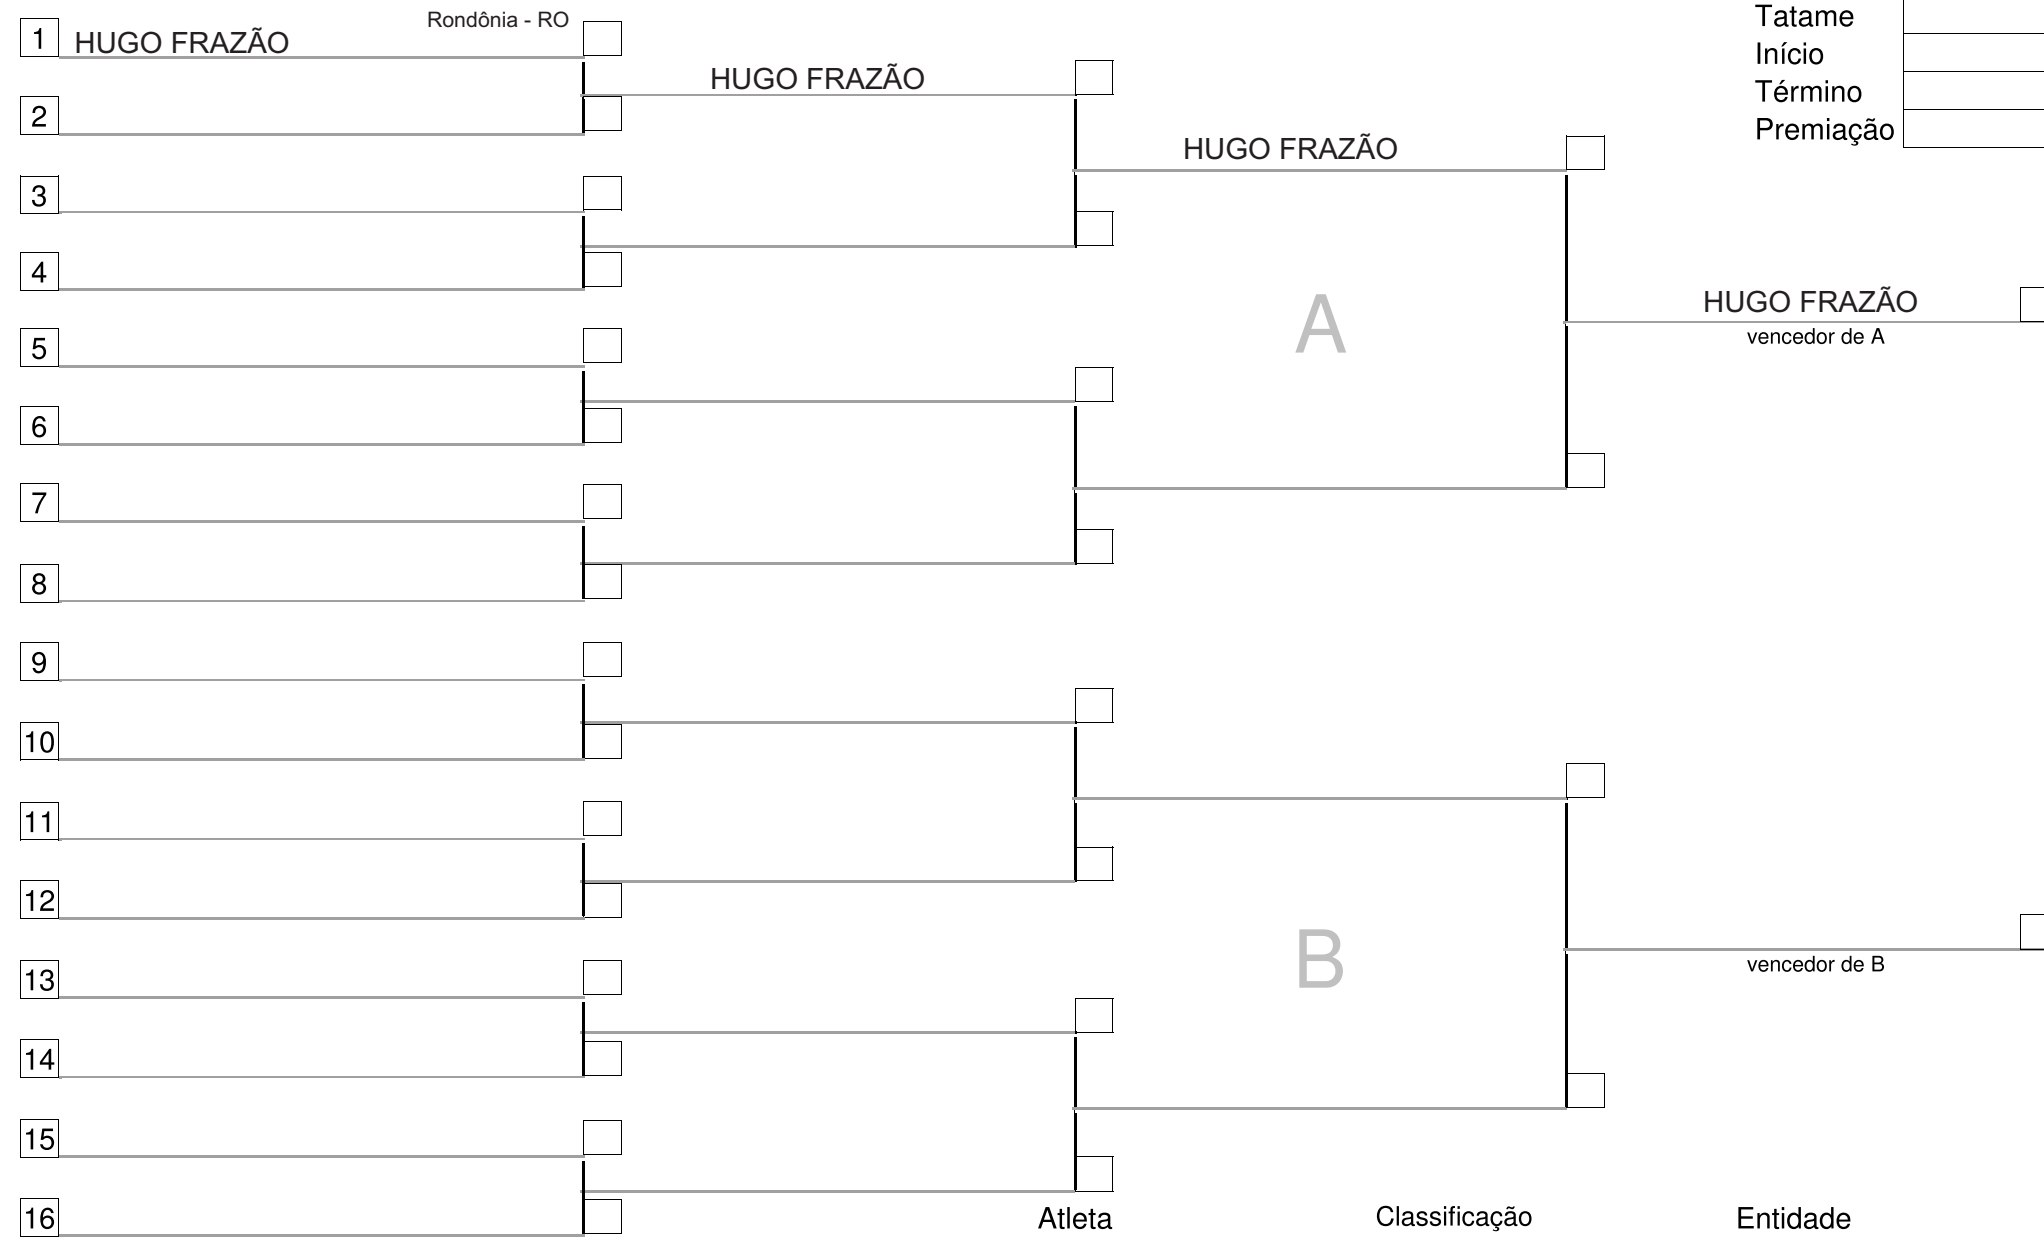 Rondônia - RO
1 HUGO FRAZÃO
HUGO FRAZÃO
2
HUGO FRAZÃO
3
4
HUGO FRAZÃO
vencedor de A
A
5
6
7
8
9
10
11
12
B
vencedor de B
13
14
15
16
Tatame
Início
Término
Premiação
Atleta Classificação Entidade